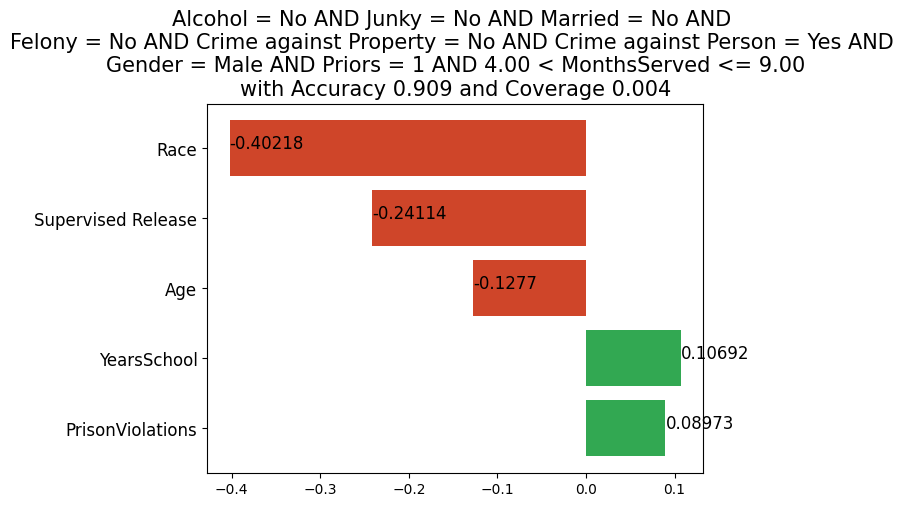 Alcohol = No AND Junky = No AND Married = No AND
Felony = No AND Crime against Property = No AND Crime against Person = Yes AND
Gender = Male AND Priors = 1 AND 4.00 < MonthsServed <= 9.00
with Accuracy 0.909 and Coverage 0.004
Race -0.40218
Supervised Release -0.24114
Age -0.1277
YearsSchool 0.10692
PrisonViolations 0.08973
−0.4 −0.3 −0.2 −0.1 0.0 0.1